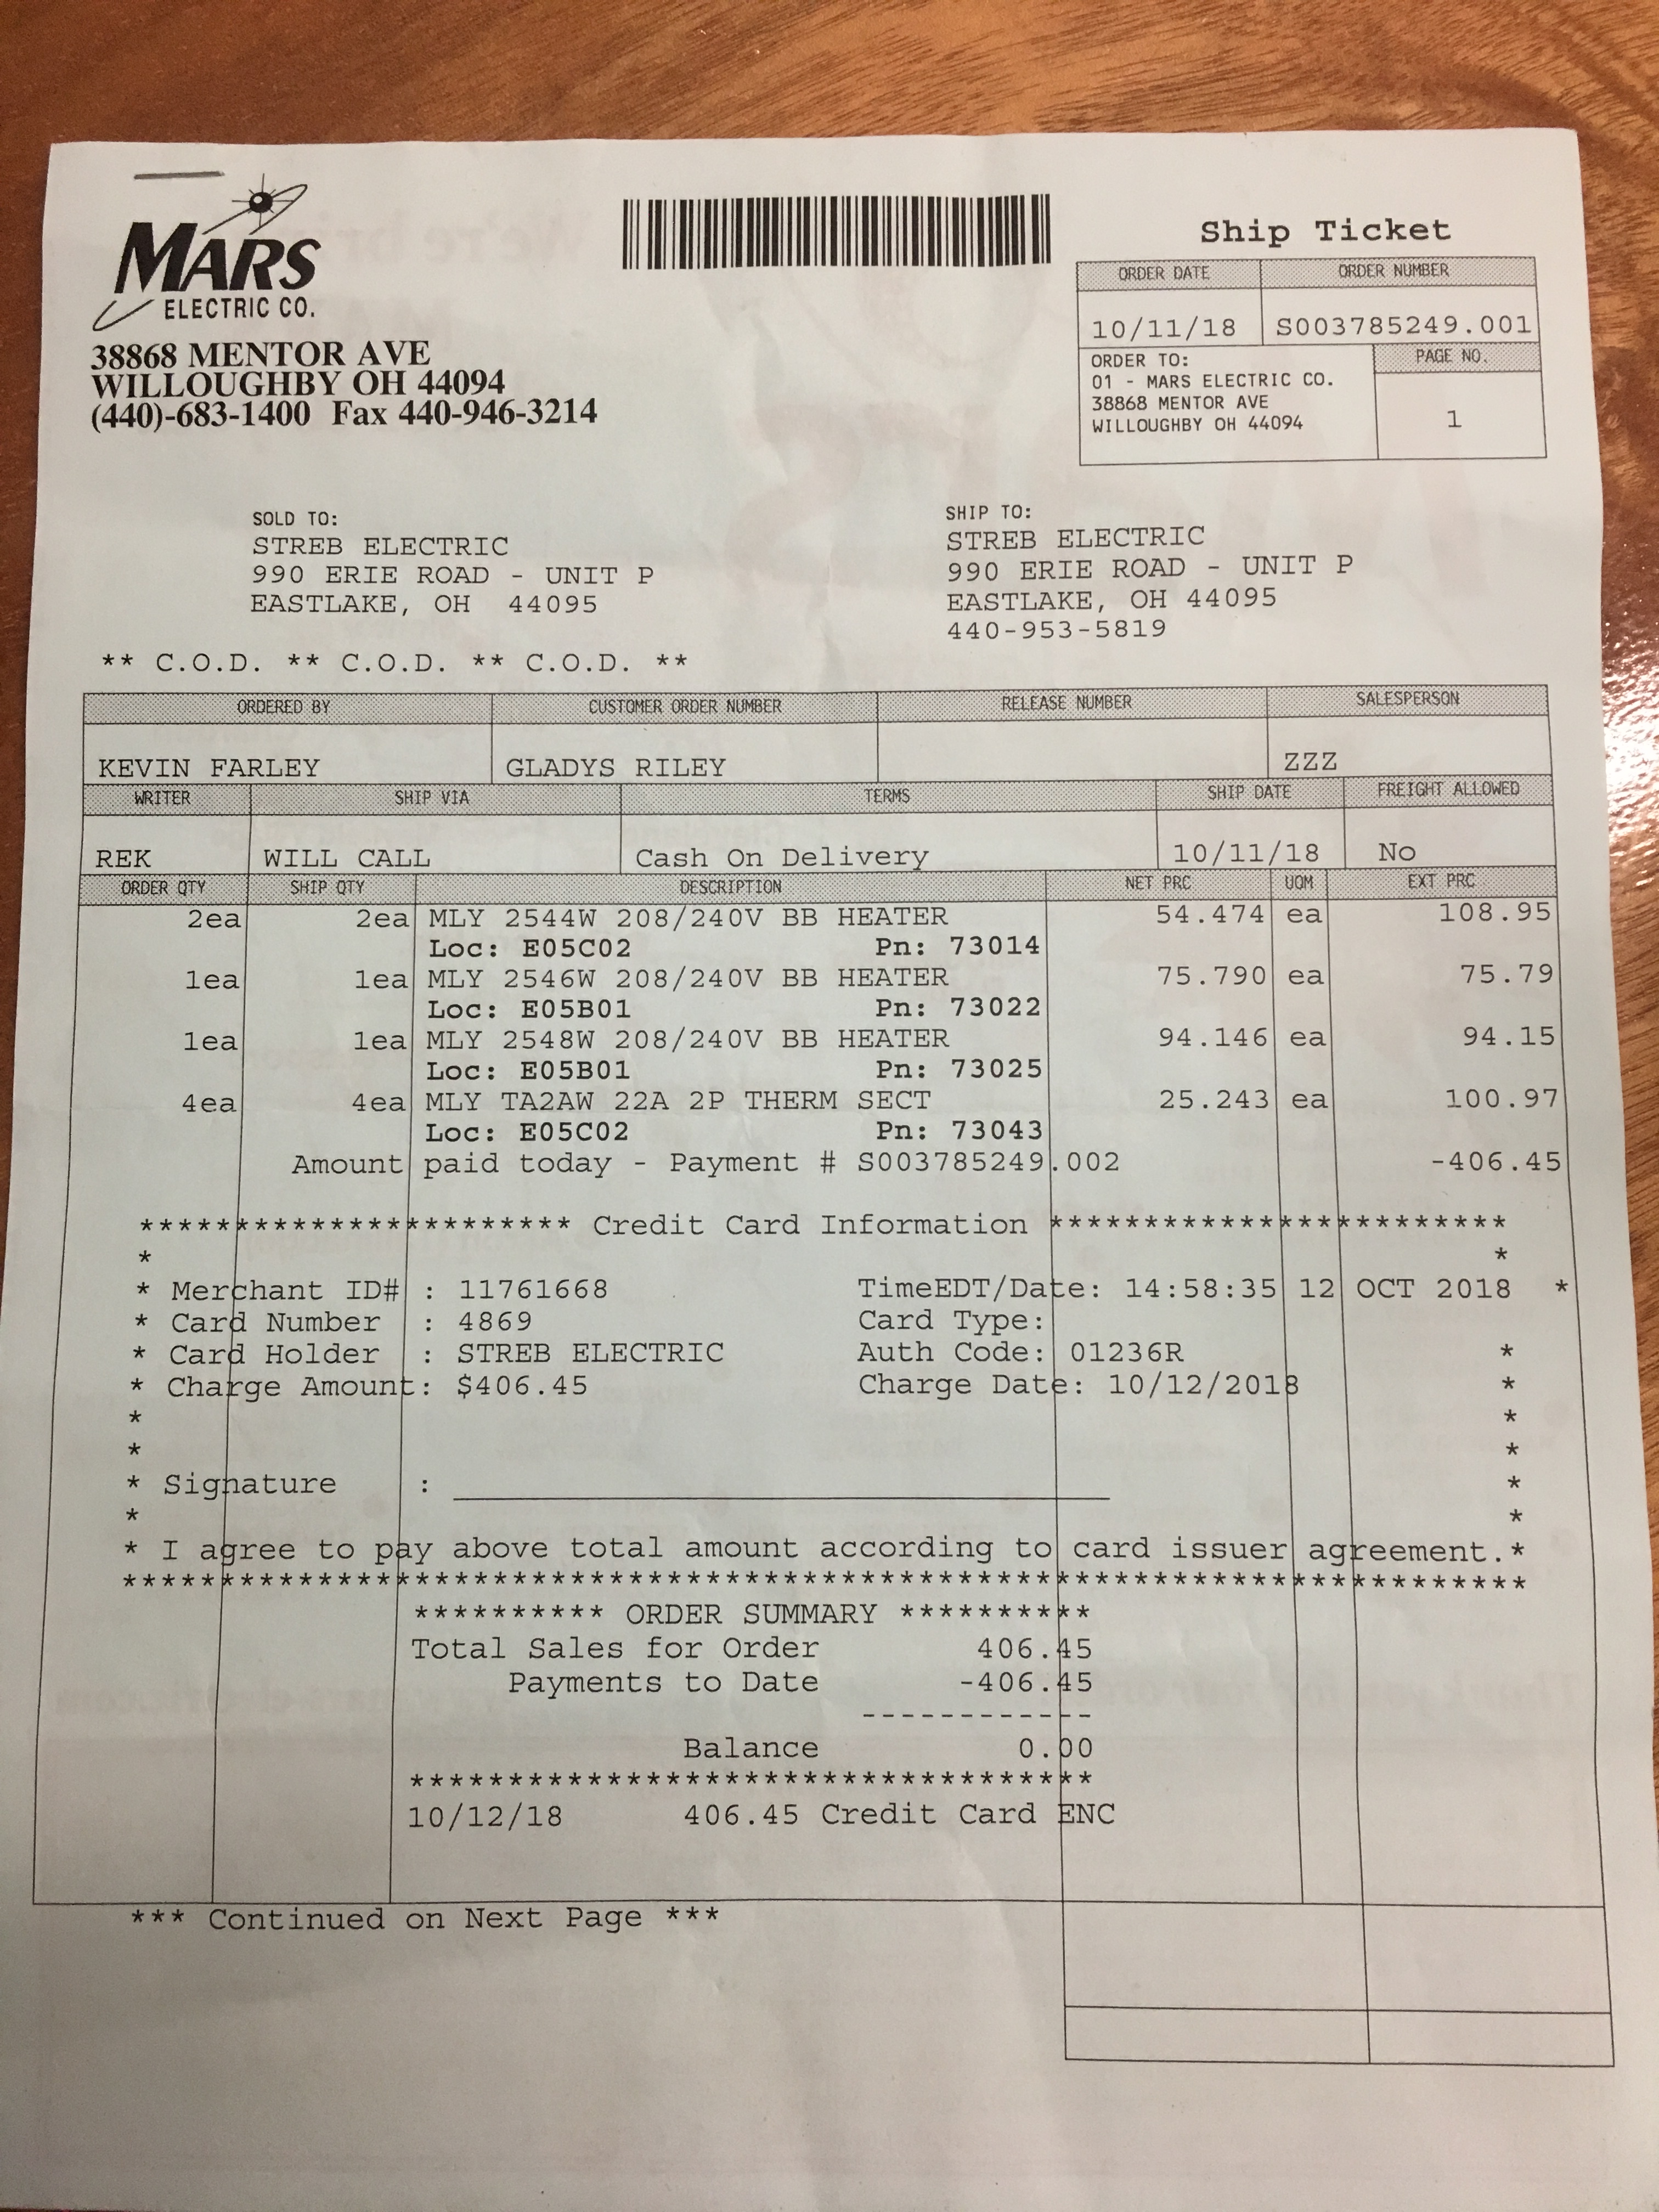 MARS
ELECTRIC CO.
38868 MENTOR AVE
WILLOUGHBY OH 44094
(440)-683-1400 Fax 440-946-3214
Ship Ticket
ORDER DATE ORDER NUMBER
10/11/18 S003785249.001
ORDER TO: PAGE NO.
01 - MARS ELECTRIC CO.
38868 MENTOR AVE
WILLOUGHBY OH 44094
1
SOLD TO:
STREB ELECTRIC
990 ERIE ROAD - UNIT P
EASTLAKE, OH 44095
SHIP TO:
STREB ELECTRIC
990 ERIE ROAD - UNIT P
EASTLAKE, OH 44095
440-953-5819
** C.O.D. ** C.O.D. ** C.O.D. **
ORDERED BY CUSTOMER ORDER NUMBER RELEASE NUMBER SALESPERSON
KEVIN FARLEY GLADYS RILEY ZZZ
WRITER SHIP VIA TERMS SHIP DATE FREIGHT ALLOWED
REK WILL CALL Cash On Delivery 10/11/18 No
ORDER QTY SHIP QTY DESCRIPTION NET PRC UOM EXT PRC
2ea 2ea MLY 2544W 208/240V BB HEATER 54.474 ea 108.95
Loc: E05C02 Pn: 73014
1ea 1ea MLY 2546W 208/240V BB HEATER 75.790 ea 75.79
Loc: E05B01 Pn: 73022
1ea 1ea MLY 2548W 208/240V BB HEATER 94.146 ea 94.15
Loc: E05B01 Pn: 73025
4ea 4ea MLY TA2AW 22A 2P THERM SECT 25.243 ea 100.97
Loc: E05C02 Pn: 73043
Amount paid today - Payment # S003785249.002 -406.45
*********************** Credit Card Information ************************
* *
* Merchant ID# : 11761668 TimeEDT/Date: 14:58:35 12 OCT 2018 *
* Card Number : 4869 Card Type:
* Card Holder : STREB ELECTRIC Auth Code: 01236R *
* Charge Amount: $406.45 Charge Date: 10/12/2018 *
* *
* *
* Signature : *
* *
* I agree to pay above total amount according to card issuer agreement.*
*************************************************************************
********** ORDER SUMMARY **********
Total Sales for Order 406.45
Payments to Date -406.45
------------
Balance 0.00
***********************************
10/12/18 406.45 Credit Card ENC
*** Continued on Next Page ***